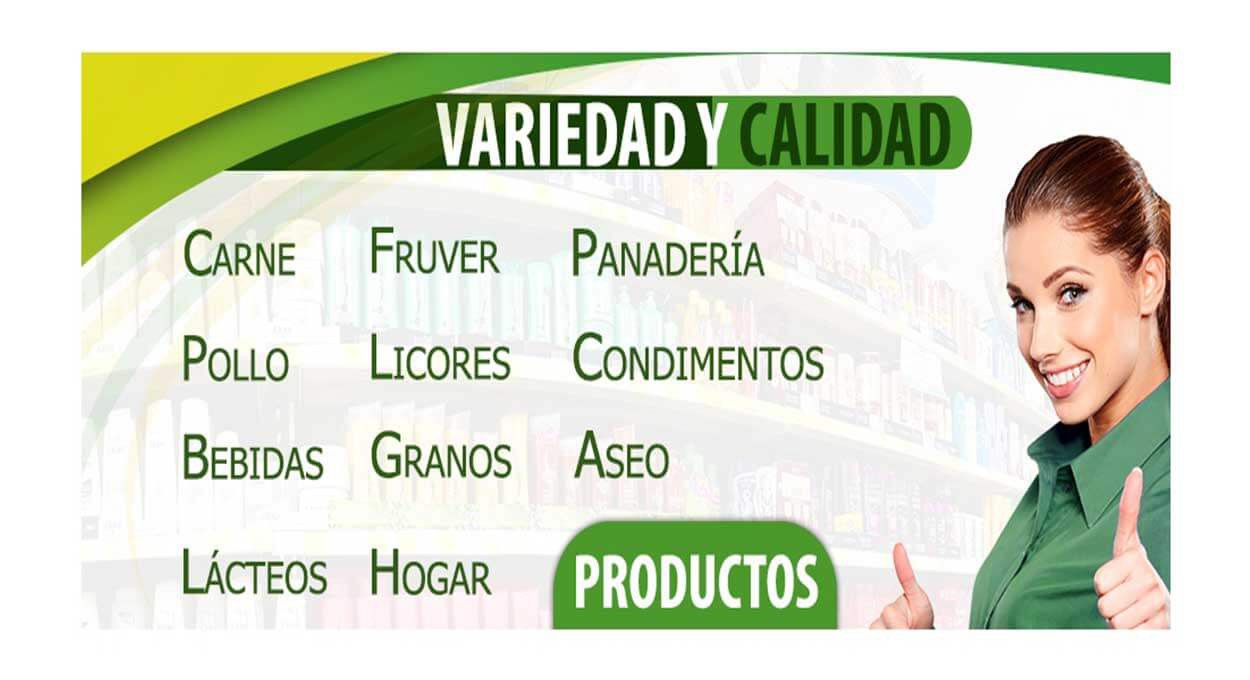 VARIEDAD Y CALIDAD
CARNE FRUVER PANADERÍA
POLLO LICORES CONDIMENTOS
BEBIDAS GRANOS ASEO
LÁCTEOS HOGAR
PRODUCTOS